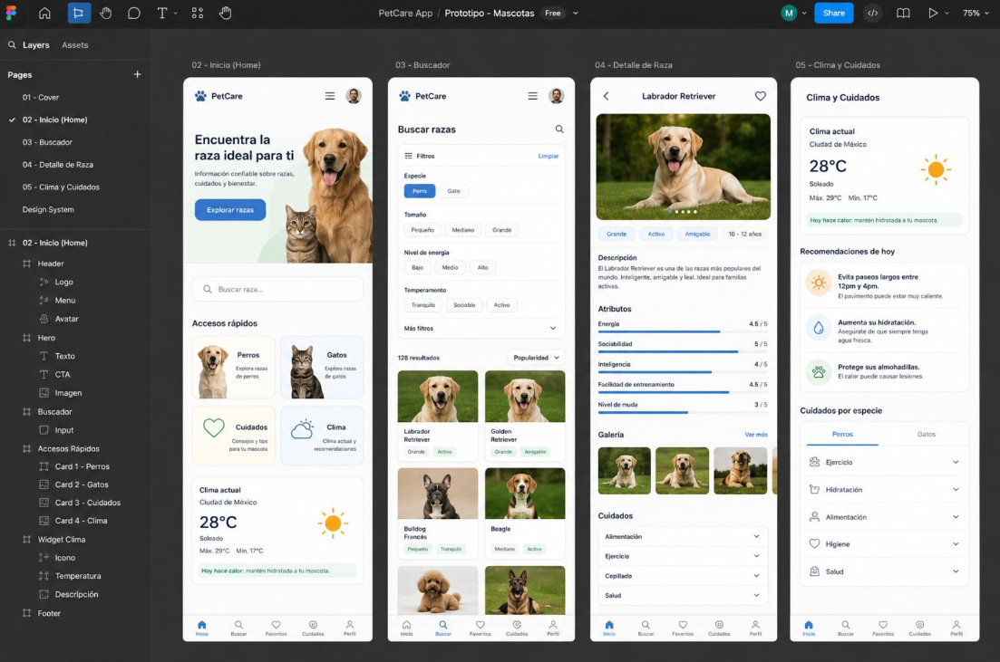 PetCare App / Prototipo - Mascotas Free
M
Share
75%
Layers Assets
Pages
01 - Cover
02 - Inicio (Home)
03 - Buscador
04 - Detalle de Raza
05 - Clima y Cuidados
Design System
02 - Inicio (Home)
Header
Logo
Menu
Avatar
Hero
Texto
CTA
Imagen
Buscador
Input
Accesos Rápidos
Card 1 - Perros
Card 2 - Gatos
Card 3 - Cuidados
Card 4 - Clima
Widget Clima
Icono
Temperatura
Descripción
Footer
02 - Inicio (Home)
PetCare
Encuentra la
raza ideal para ti
Información confiable sobre razas,
cuidados y bienestar.
Explorar razas
Buscar raza...
Accesos rápidos
Perros
Explora razas
de perros
Gatos
Explora razas
de gatos
Cuidados
Consejos y tips
para tu mascota
Clima
Clima actual y
recomendaciones
Clima actual
Ciudad de México
28°C
Soleado
Máx. 29°C Mín. 17°C
Hoy hace calor: mantén hidratada a tu mascota.
Inicio Buscar Favoritos Cuidados Perfil
03 - Buscador
PetCare
Buscar razas
Filtros Limpiar
Especie
Perro Gato
Tamaño
Pequeño Mediano Grande
Nivel de energía
Bajo Medio Alto
Temperamento
Tranquilo Sociable Activo
Más filtros
128 resultados Popularidad
Labrador
Retriever
Grande Activo
Golden
Retriever
Grande Amigable
Bulldog
Francés
Pequeño Tranquilo
Beagle
Mediano Activo
Inicio Buscar Favoritos Cuidados Perfil
04 - Detalle de Raza
Labrador Retriever
Grande Activo Amigable 10 - 12 años
Descripción
El Labrador Retriever es una de las razas más populares del
mundo. Inteligente, amigable y leal. Ideal para familias
activas.
Atributos
Energía 4.5 / 5
Sociabilidad 5 / 5
Inteligencia 4 / 5
Facilidad de entrenamiento 4.5 / 5
Nivel de muda 3 / 5
Galería Ver más
Cuidados
Alimentación
Ejercicio
Cepillado
Salud
Inicio Buscar Favoritos Cuidados Perfil
05 - Clima y Cuidados
Clima y Cuidados
Clima actual
Ciudad de México
28°C
Soleado
Máx. 29°C Mín. 17°C
Hoy hace calor: mantén hidratada a tu mascota.
Recomendaciones de hoy
Evita paseos largos entre
12pm y 4pm.
El pavimento puede estar muy caliente.
Aumenta su hidratación.
Asegúrate de que siempre tenga
agua fresca.
Protege sus almohadillas.
El calor puede causar lesiones.
Cuidados por especie
Perros Gatos
Ejercicio
Hidratación
Alimentación
Higiene
Salud
Inicio Buscar Favoritos Cuidados Perfil